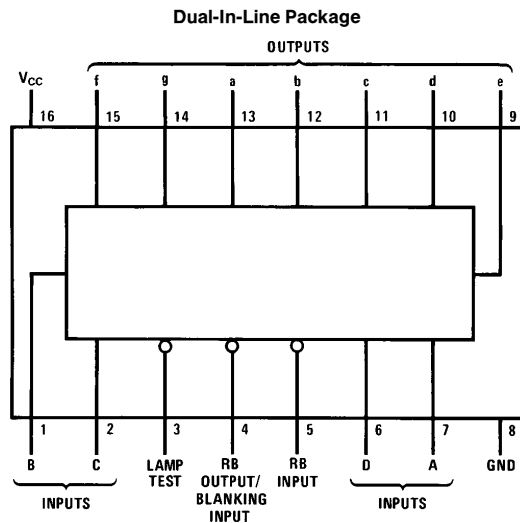 Dual-In-Line Package
OUTPUTS
VCC f g a b c d e
16 15 14 13 12 11 10 9
1 2 3 4 5 6 7 8
B C LAMP TEST RB OUTPUT/ BLANKING INPUT RB INPUT D A GND
INPUTS INPUTS